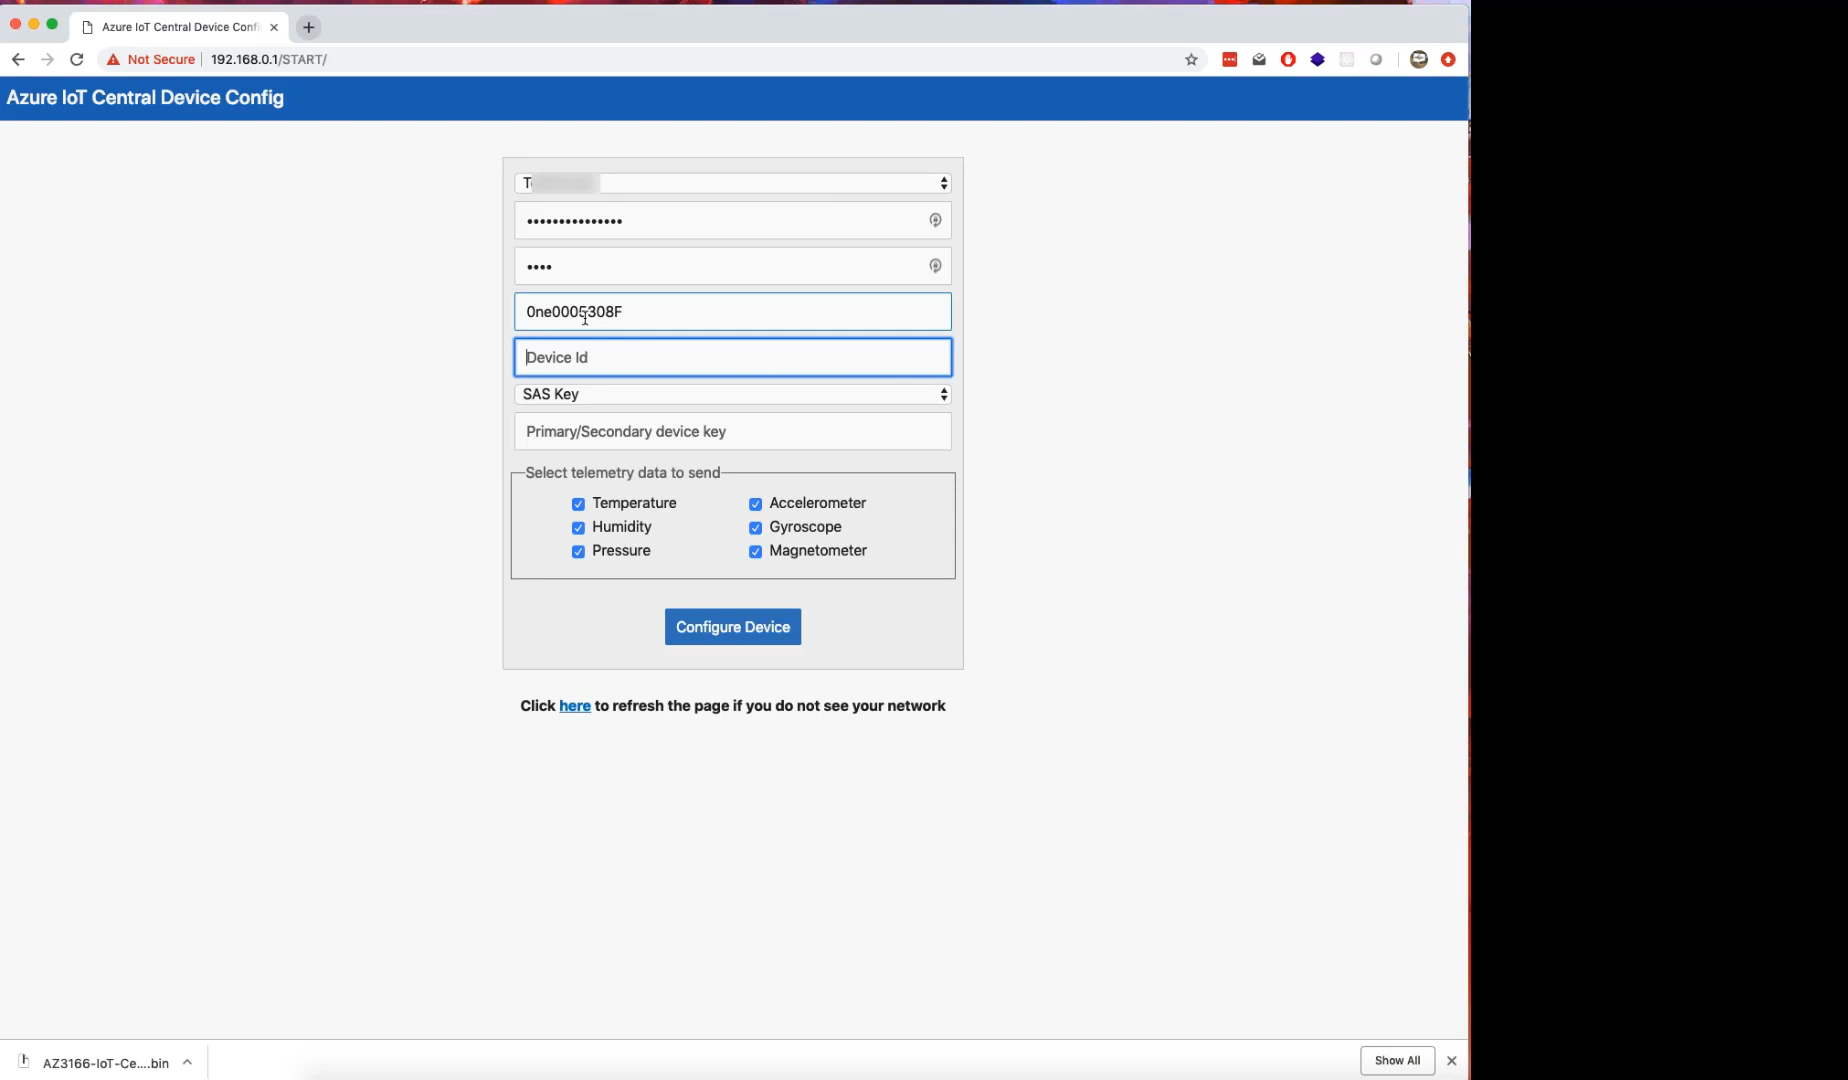 Azure IoT Central Device Confi
Not Secure 192.168.0.1/START/
Azure IoT Central Device Config
•••••••••••••••
••••
0ne0005308F
Device Id
SAS Key
Primary/Secondary device key
Select telemetry data to send
Temperature Accelerometer
Humidity Gyroscope
Pressure Magnetometer
Configure Device
Click here to refresh the page if you do not see your network
AZ3166-IoT-Ce....bin Show All